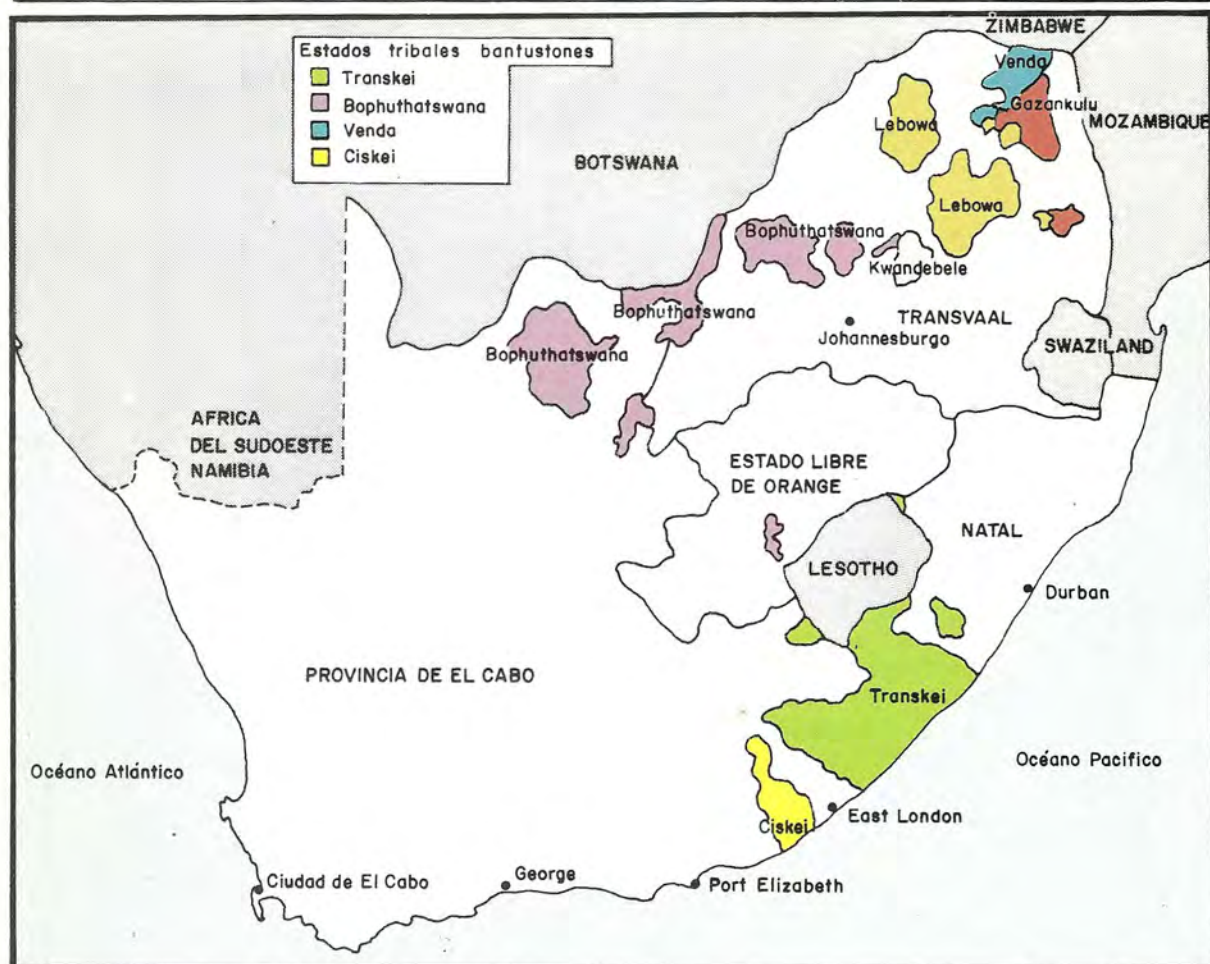 Estados tribales bantustones
Transkei
Bophuthatswana
Venda
Ciskei
ZIMBABWE
Venda
Gazankulu
MOZAMBIQUE
Lebowa
BOTSWANA
Lebowa
Bophuthatswana
Kwandebele
Bophuthatswana
TRANSVAAL
Johannesburgo
SWAZILAND
Bophuthatswana
AFRICA
DEL SUDOESTE
NAMIBIA
ESTADO LIBRE
DE ORANGE
NATAL
LESOTHO
Durban
PROVINCIA DE EL CABO
Transkei
Océano Atlántico
Océano Pacifico
Ciskei
East London
Ciudad de El Cabo
George
Port Elizabeth